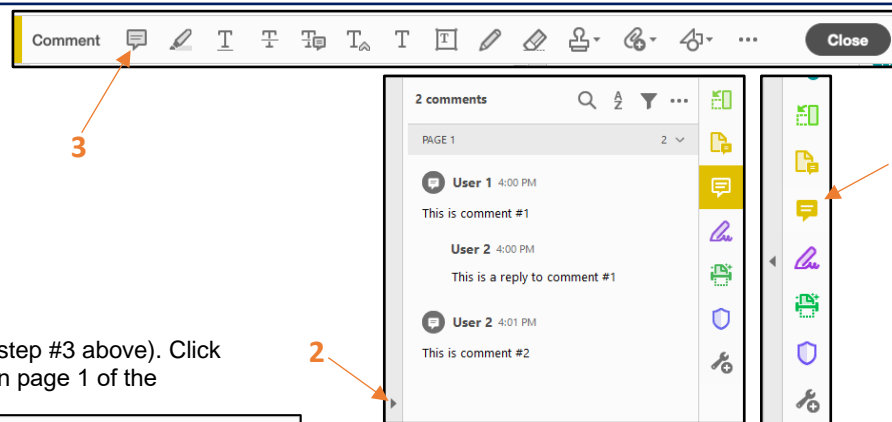 Comment
Close
3
2 comments
PAGE 1 2
User 1 4:00 PM
This is comment #1
User 2 4:00 PM
This is a reply to comment #1
User 2 4:01 PM
This is comment #2
2
step #3 above). Click
n page 1 of the